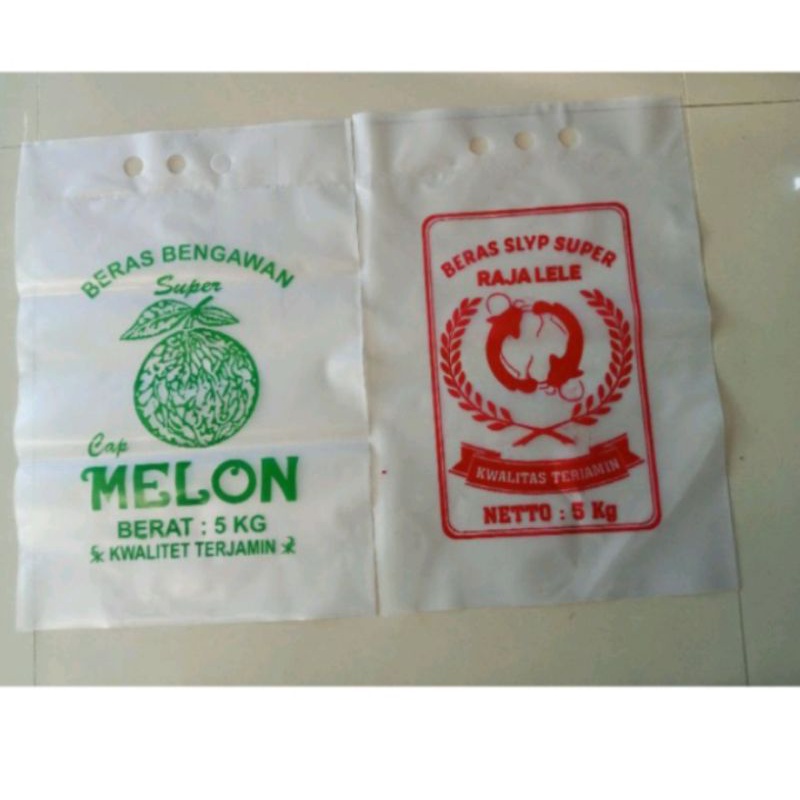 BERAS BENGAWAN
Super
Cap
MELON
BERAT : 5 KG
KWALITET TERJAMIN
BERAS SLYP SUPER
RAJA LELE
KWALITAS TERJAMIN
NETTO : 5 Kg